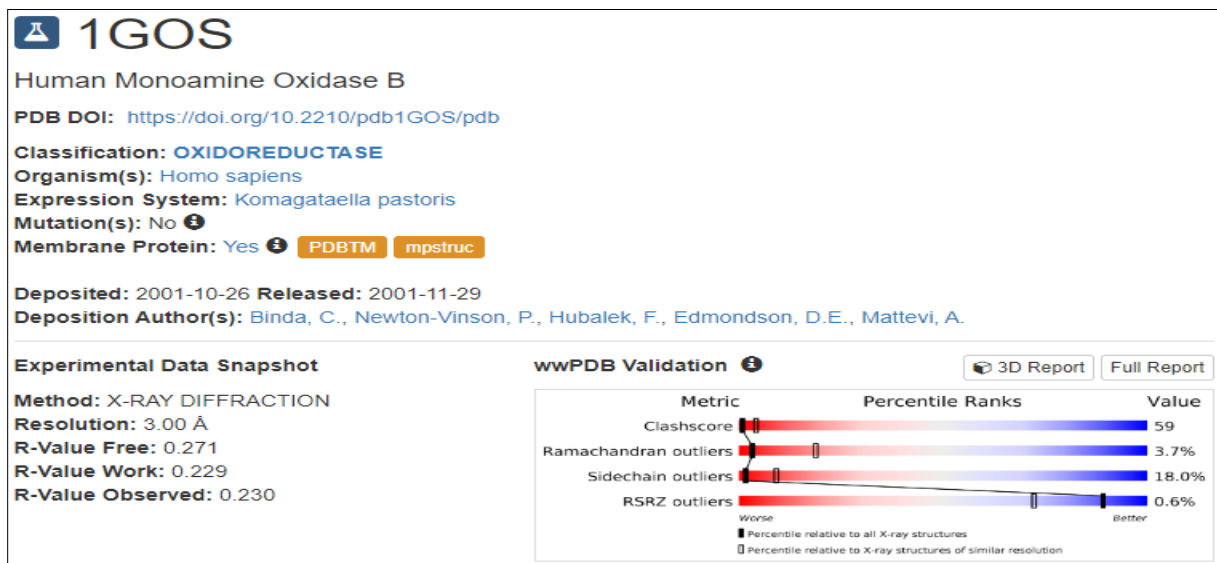 1GOS
Human Monoamine Oxidase B
PDB DOI: https://doi.org/10.2210/pdb1GOS/pdb
Classification: OXIDOREDUCTASE
Organism(s): Homo sapiens
Expression System: Komagataella pastoris
Mutation(s): No
Membrane Protein: Yes PDBTM mpstruc
Deposited: 2001-10-26 Released: 2001-11-29
Deposition Author(s): Binda, C., Newton-Vinson, P., Hubalek, F., Edmondson, D.E., Mattevi, A.
Experimental Data Snapshot
Method: X-RAY DIFFRACTION
Resolution: 3.00 Å
R-Value Free: 0.271
R-Value Work: 0.229
R-Value Observed: 0.230
wwPDB Validation 3D Report Full Report
Metric Percentile Ranks Value
Clashscore 59
Ramachandran outliers 3.7%
Sidechain outliers 18.0%
RSRZ outliers 0.6%
Worse Better
Percentile relative to all X-ray structures
Percentile relative to X-ray structures of similar resolution